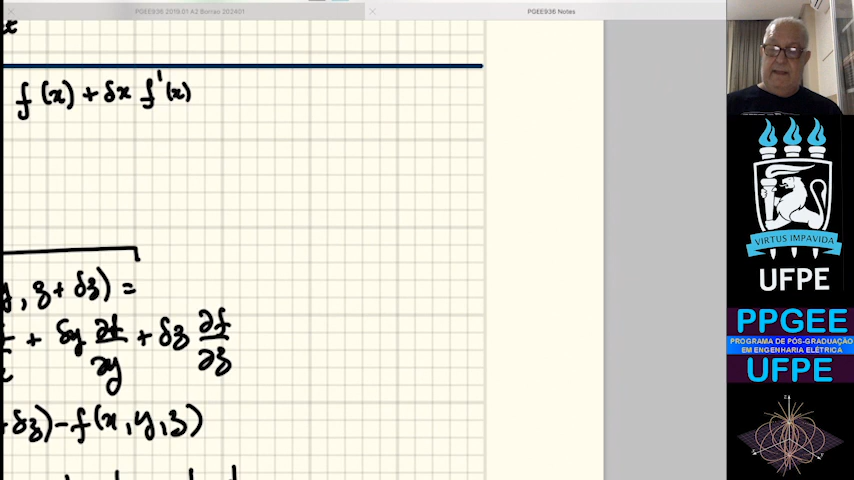 PGEE936 2019.01 A2 Borrao 202401
PGEE936 Notes
f(x) + δx f'(x)
y, z + δz) =
+ δy ∂f/∂y + δz ∂f/∂z
+ δz) - f(x, y, z)
VIRTUS IMPAVIDA
UFPE
PPGEE
PROGRAMA DE PÓS-GRADUAÇÃO
EM ENGENHARIA ELÉTRICA
UFPE